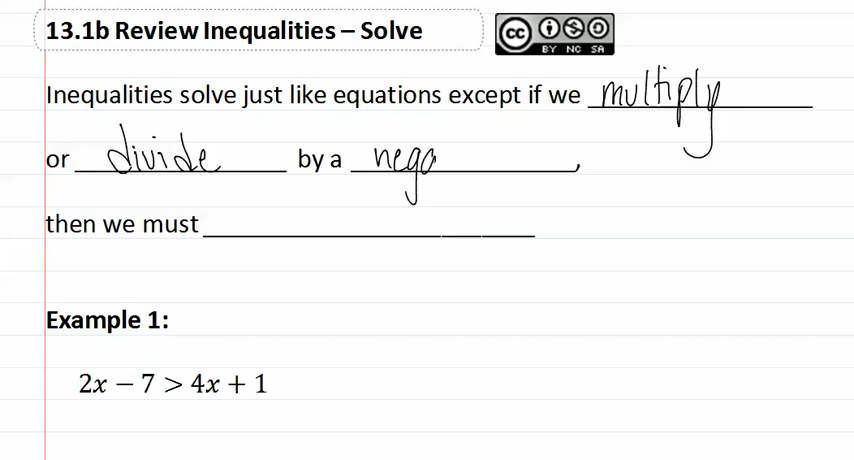 13.1b Review Inequalities – Solve
cc BY NC SA
Inequalities solve just like equations except if we multiply
or divide by a nega,
then we must
Example 1:
2x − 7 > 4x + 1